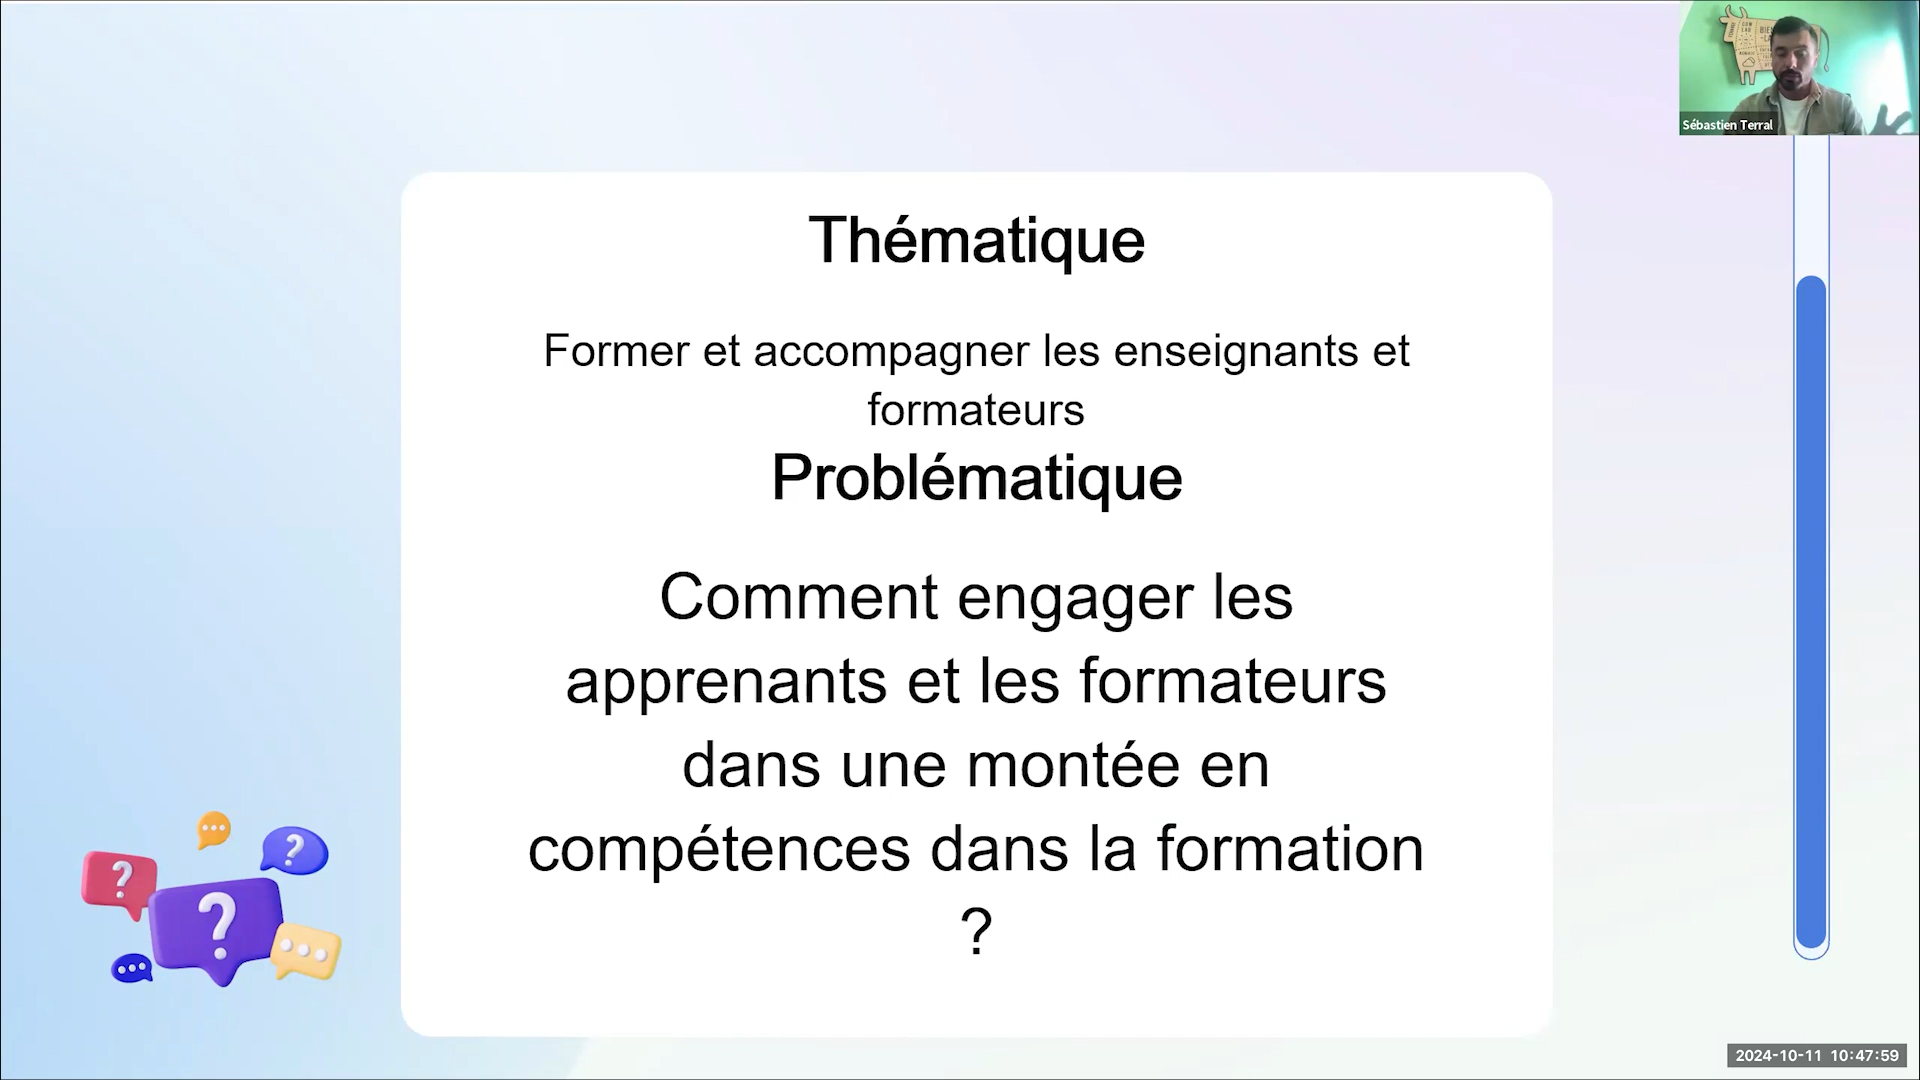 Sébastien Terral
Thématique
Former et accompagner les enseignants et
formateurs
Problématique
Comment engager les
apprenants et les formateurs
dans une montée en
compétences dans la formation
?
? ?
?
2024-10-11 10:47:59